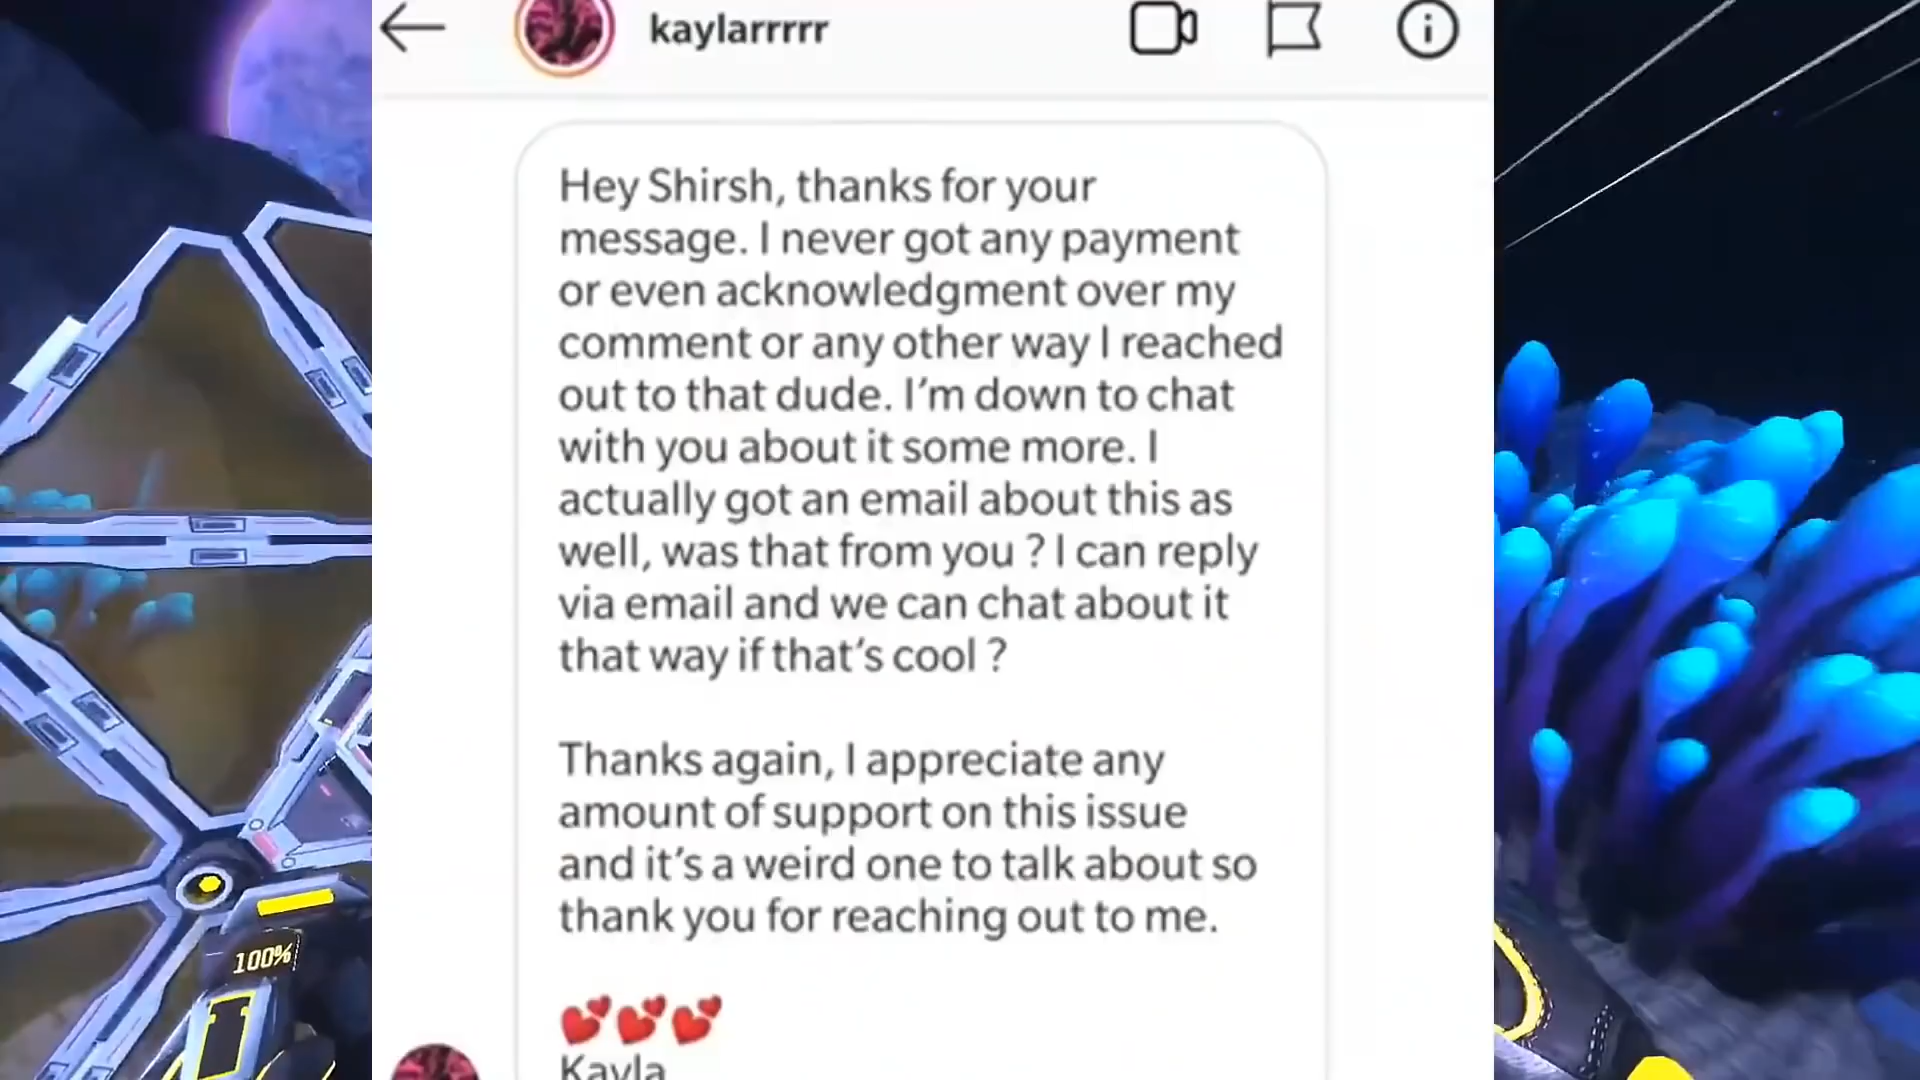 kaylarrrrr
Hey Shirsh, thanks for your
message. I never got any payment
or even acknowledgment over my
comment or any other way I reached
out to that dude. I'm down to chat
with you about it some more. I
actually got an email about this as
well, was that from you ? I can reply
via email and we can chat about it
that way if that's cool ?
Thanks again, I appreciate any
amount of support on this issue
and it's a weird one to talk about so
thank you for reaching out to me.
💕💕💕
Kayla
100%